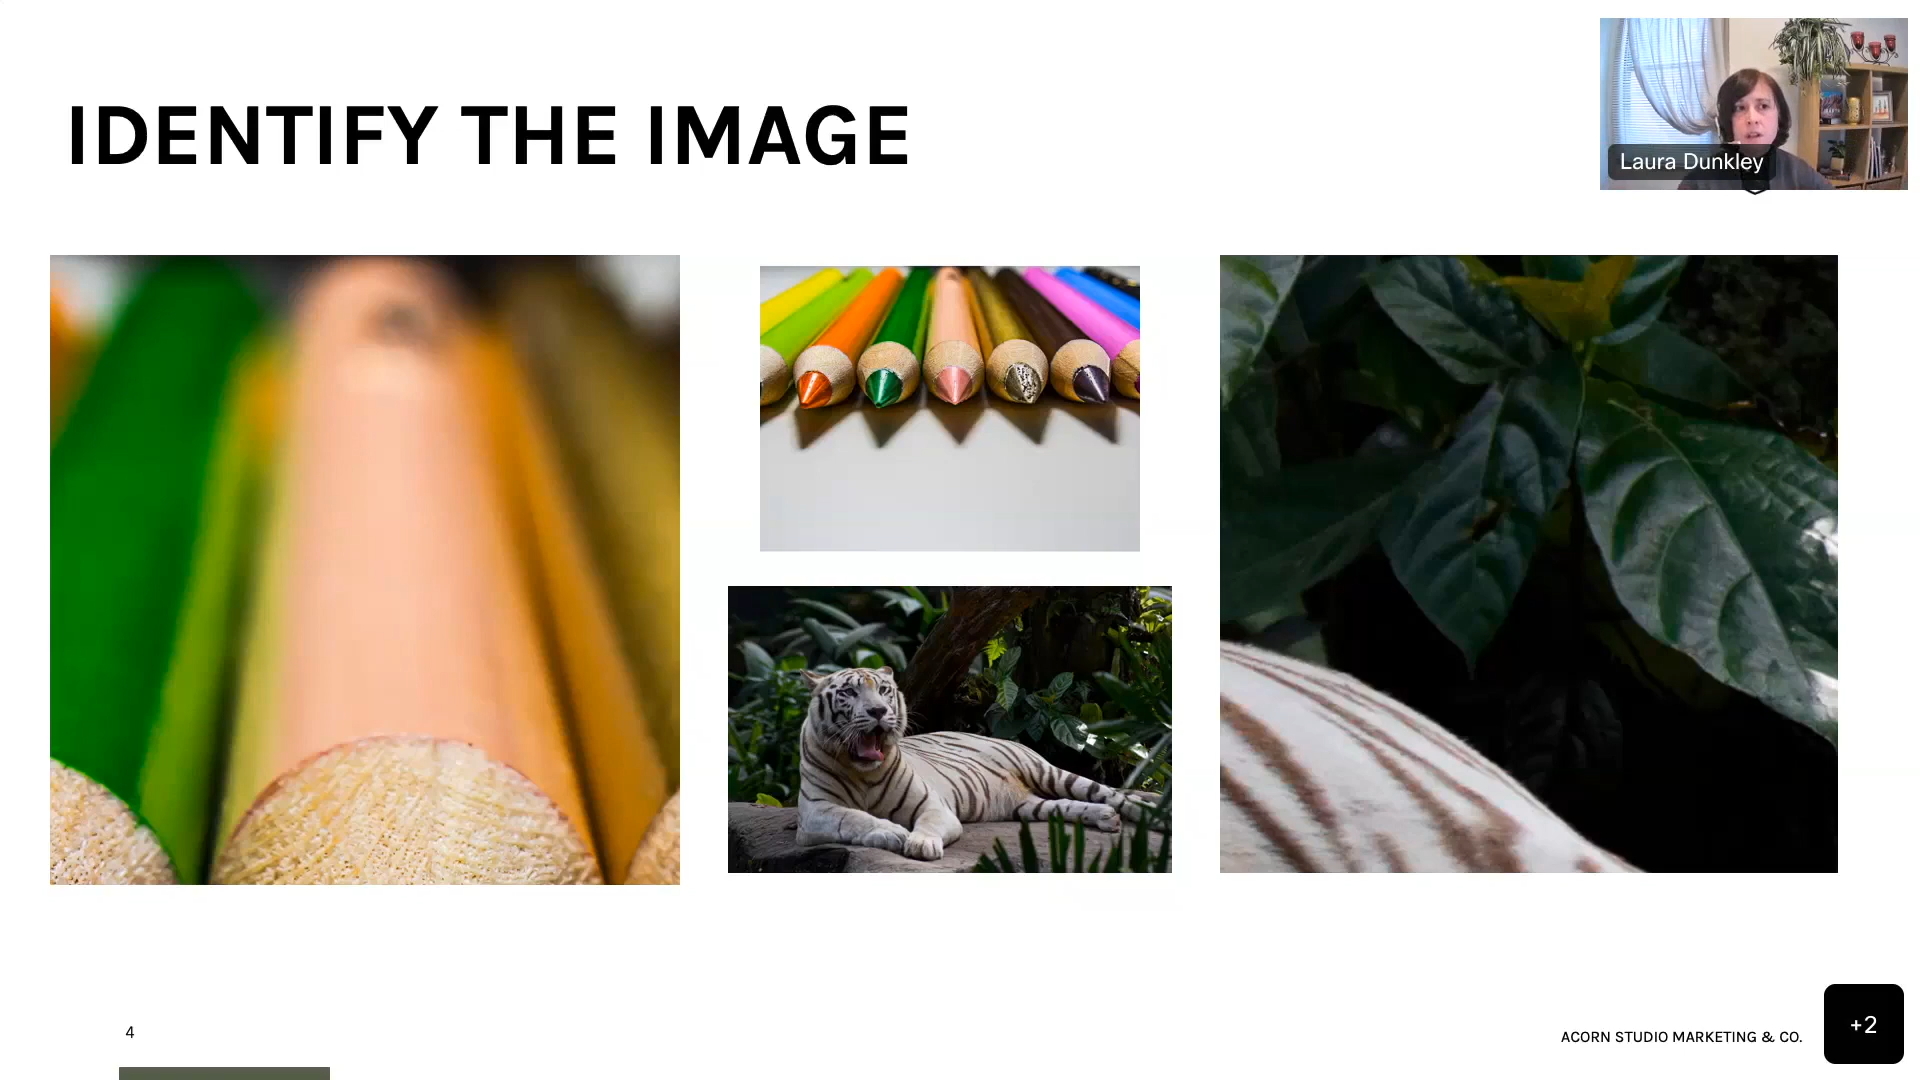 IDENTIFY THE IMAGE
Laura Dunkley
4
ACORN STUDIO MARKETING & CO.
+2